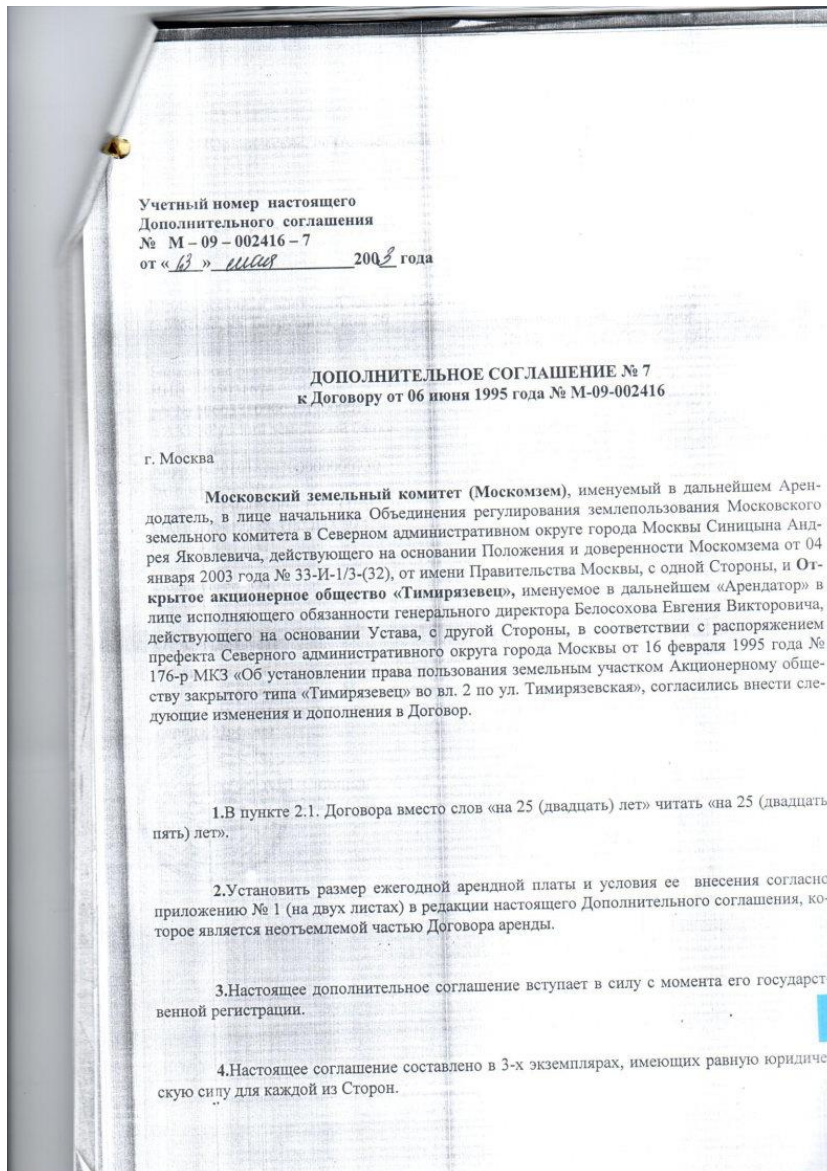 Учетный номер настоящего
Дополнительного соглашения
№ М – 09 – 002416 – 7
от « 13 » мая 2003 года
ДОПОЛНИТЕЛЬНОЕ СОГЛАШЕНИЕ № 7
к Договору от 06 июня 1995 года № М-09-002416
г. Москва
Московский земельный комитет (Москомзем), именуемый в дальнейшем Арен-
додатель, в лице начальника Объединения регулирования землепользования Московского
земельного комитета в Северном административном округе города Москвы Синицына Анд-
рея Яковлевича, действующего на основании Положения и доверенности Москомзема от 04
января 2003 года № 33-И-1/3-(32), от имени Правительства Москвы, с одной Стороны, и От-
крытое акционерное общество «Тимирязевец», именуемое в дальнейшем «Арендатор» в
лице исполняющего обязанности генерального директора Белосохова Евгения Викторовича,
действующего на основании Устава, с другой Стороны, в соответствии с распоряжением
префекта Северного административного округа города Москвы от 16 февраля 1995 года №
176-р МКЗ «Об установлении права пользования земельным участком Акционерному обще-
ству закрытого типа «Тимирязевец» во вл. 2 по ул. Тимирязевская», согласились внести сле-
дующие изменения и дополнения в Договор.
1.В пункте 2.1. Договора вместо слов «на 25 (двадцать) лет» читать «на 25 (двадцать
пять) лет».
2.Установить размер ежегодной арендной платы и условия ее внесения согласно
приложению № 1 (на двух листах) в редакции настоящего Дополнительного соглашения, ко-
торое является неотъемлемой частью Договора аренды.
3.Настоящее дополнительное соглашение вступает в силу с момента его государст-
венной регистрации.
4.Настоящее соглашение составлено в 3-х экземплярах, имеющих равную юридиче-
скую силу для каждой из Сторон.